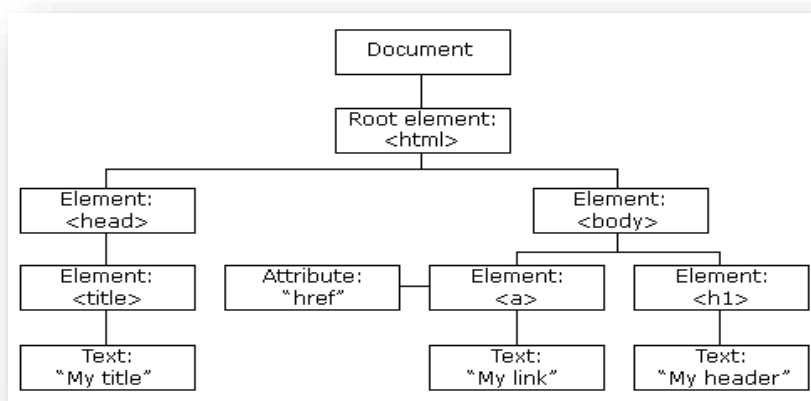 Document
Root element:
<html>
Element:
<head>
Element:
<body>
Element:
<title>
Attribute:
“href”
Element:
<a>
Element:
<h1>
Text:
“My title”
Text:
“My link”
Text:
“My header”